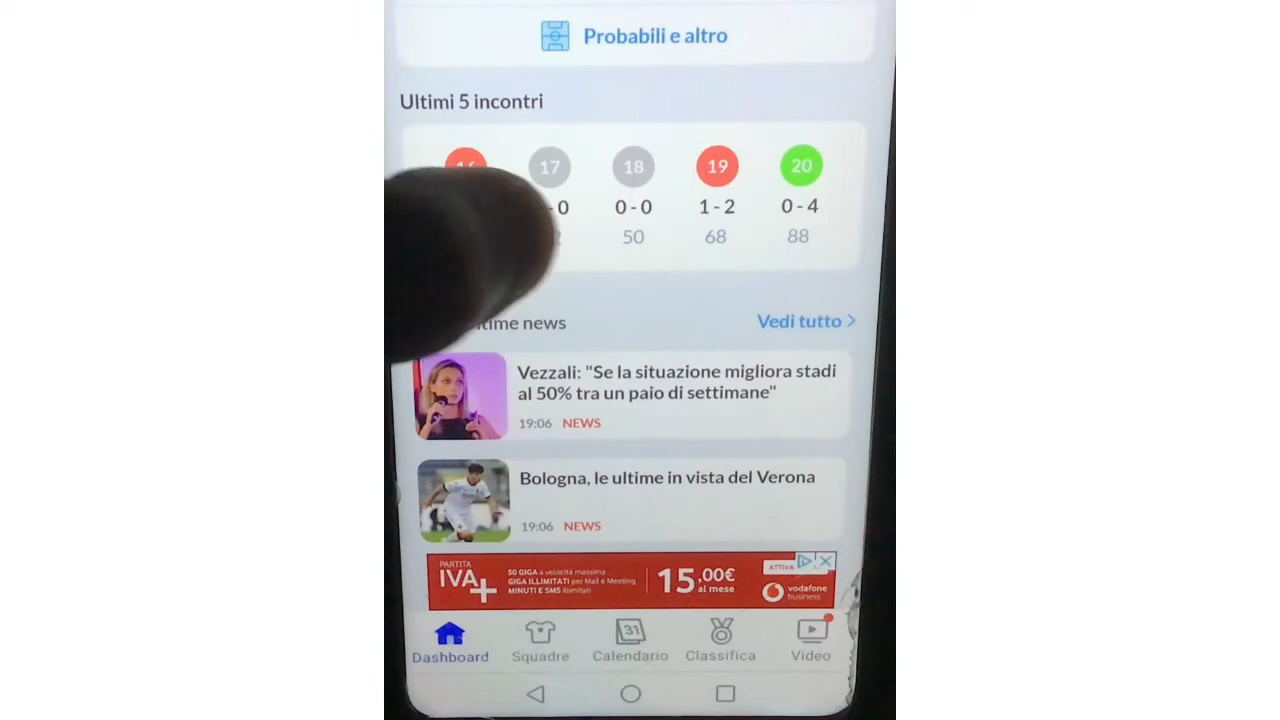 Probabili e altro
Ultimi 5 incontri
17 18 19 20
0 - 0 1 - 2 0 - 4
50 68 88
news Vedi tutto >
Vezzali: "Se la situazione migliora stadi
al 50% tra un paio di settimane"
19:06 NEWS
Bologna, le ultime in vista del Verona
19:06 NEWS
PARTITA
IVA+
50 GIGA a velocità massima
GIGA ILLIMITATI per Mail e Meeting
MINUTI E SMS illimitati
15,00€
al mese
ATTIVA
vodafone
business
31
Dashboard Squadre Calendario Classifica Video